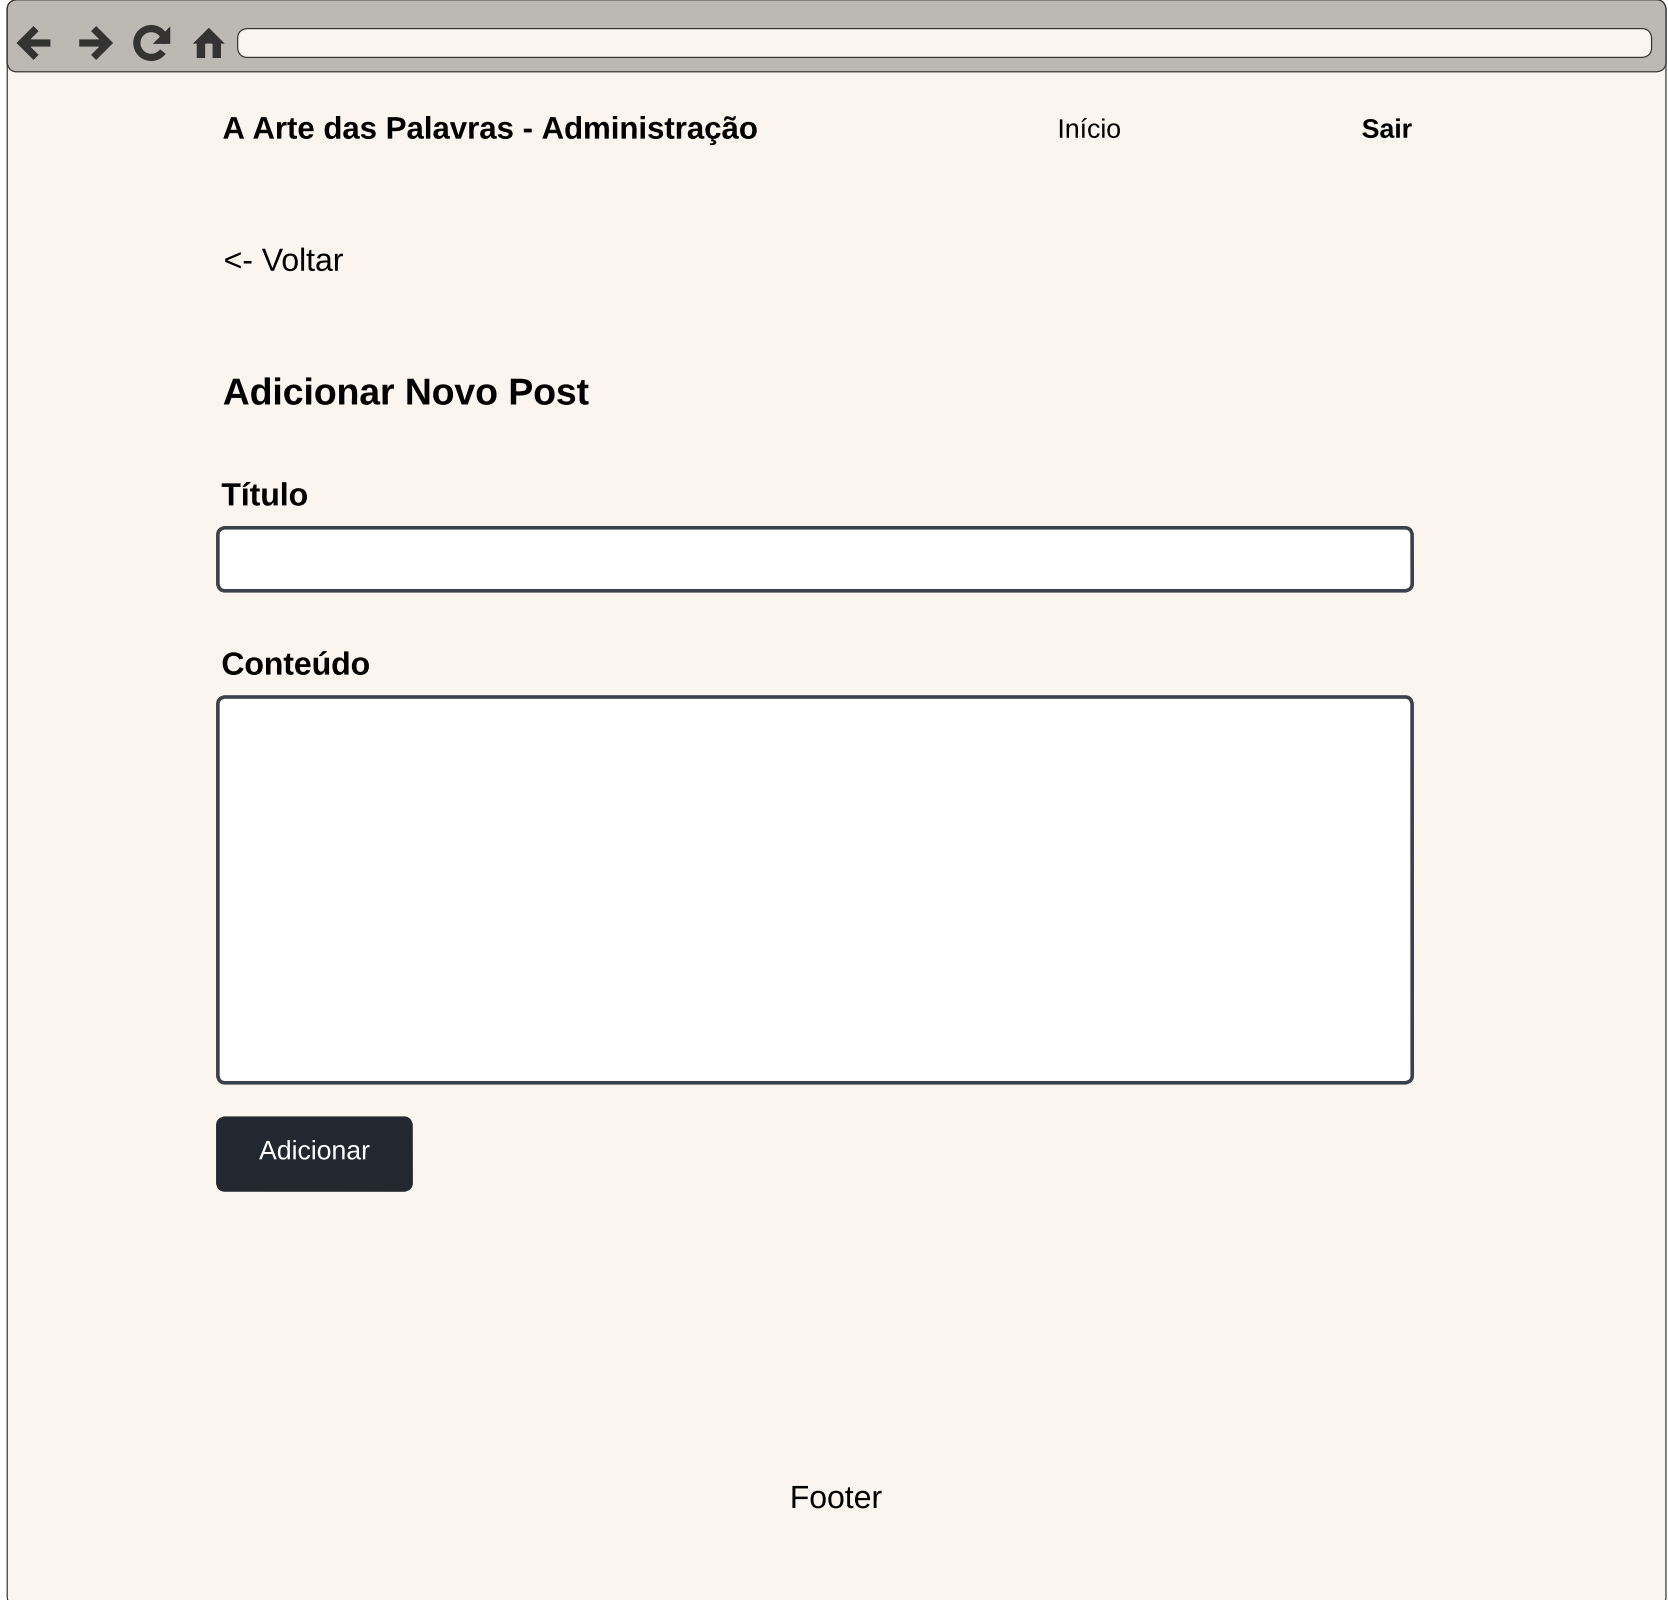 A Arte das Palavras - Administração
Início
Sair
<- Voltar
Adicionar Novo Post
Título
Conteúdo
Adicionar
Footer